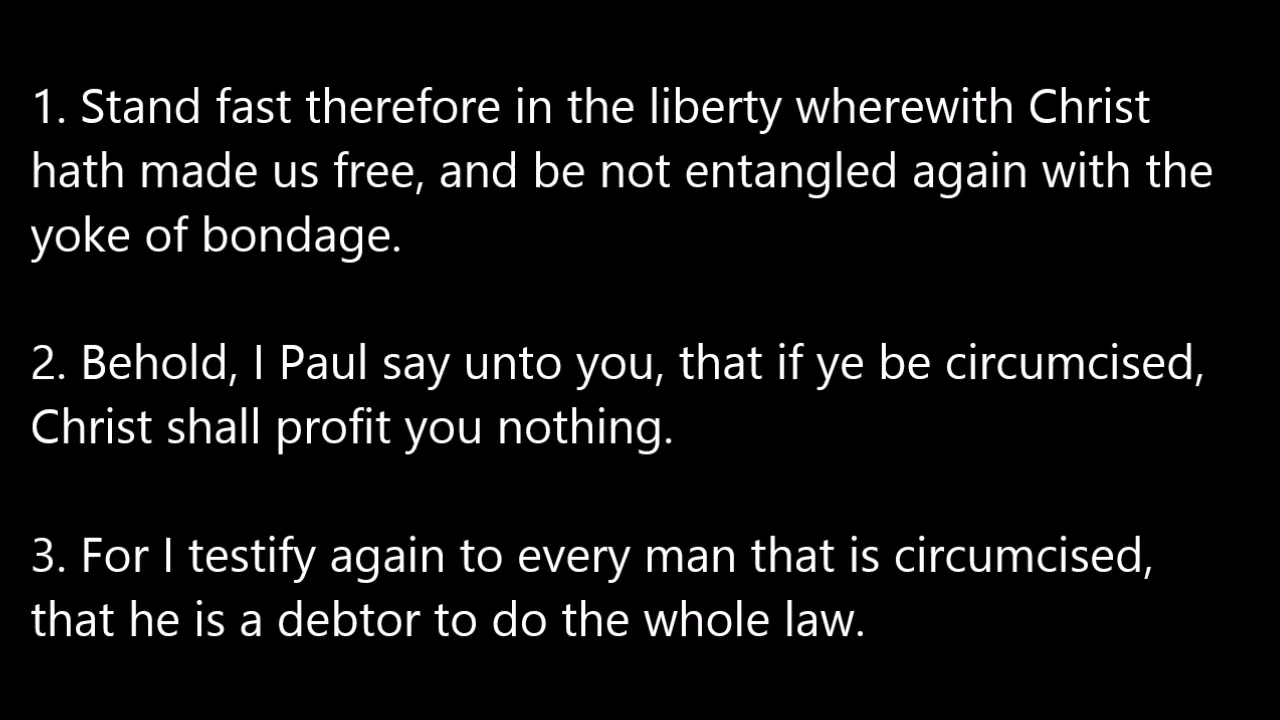 1. Stand fast therefore in the liberty wherewith Christ
hath made us free, and be not entangled again with the
yoke of bondage.
2. Behold, I Paul say unto you, that if ye be circumcised,
Christ shall profit you nothing.
3. For I testify again to every man that is circumcised,
that he is a debtor to do the whole law.